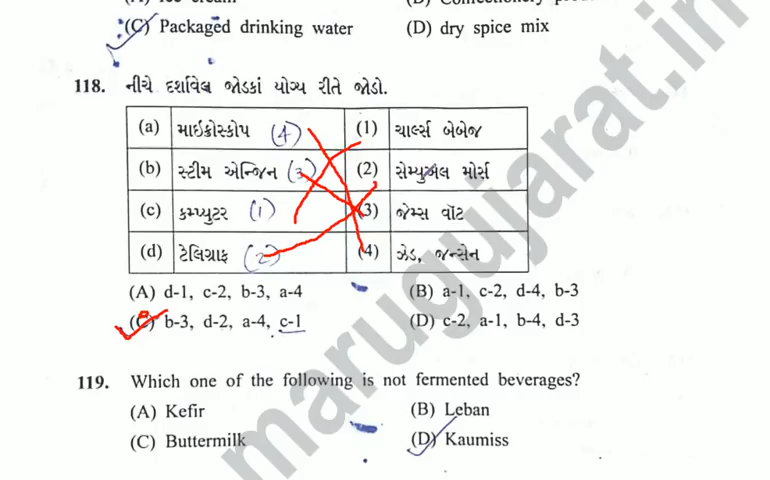 (C) Packaged drinking water (D) dry spice mix
118. નીચે દર્શાવેલ જોડકાં યોગ્ય રીતે જોડો.
(a) માઇક્રોસ્કોપ (4) (1) ચાર્લ્સ બેબેજ
(b) સ્ટીમ એન્જિન (3) (2) સેમ્યુઅલ મોર્સ
(c) કમ્પ્યુટર (1) (3) જેમ્સ વૉટ
(d) ટેલિગ્રાફ (2) (4) ઝેડ, જન્સેન
(A) d-1, c-2, b-3, a-4 (B) a-1, c-2, d-4, b-3
(C) b-3, d-2, a-4, c-1 (D) c-2, a-1, b-4, d-3
119. Which one of the following is not fermented beverages?
(A) Kefir (B) Leban
(C) Buttermilk (D) Kaumiss
marugujarat.in